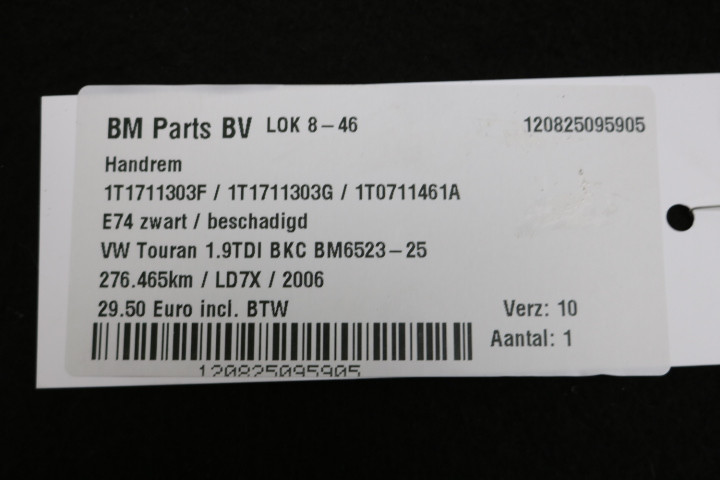 BM Parts BV LOK 8-46 120825095905
Handrem
1T1711303F / 1T1711303G / 1T0711461A
E74 zwart / beschadigd
VW Touran 1.9TDI BKC BM6523-25
276.465km / LD7X / 2006
29.50 Euro incl. BTW Verz: 10
Aantal: 1
120825095905